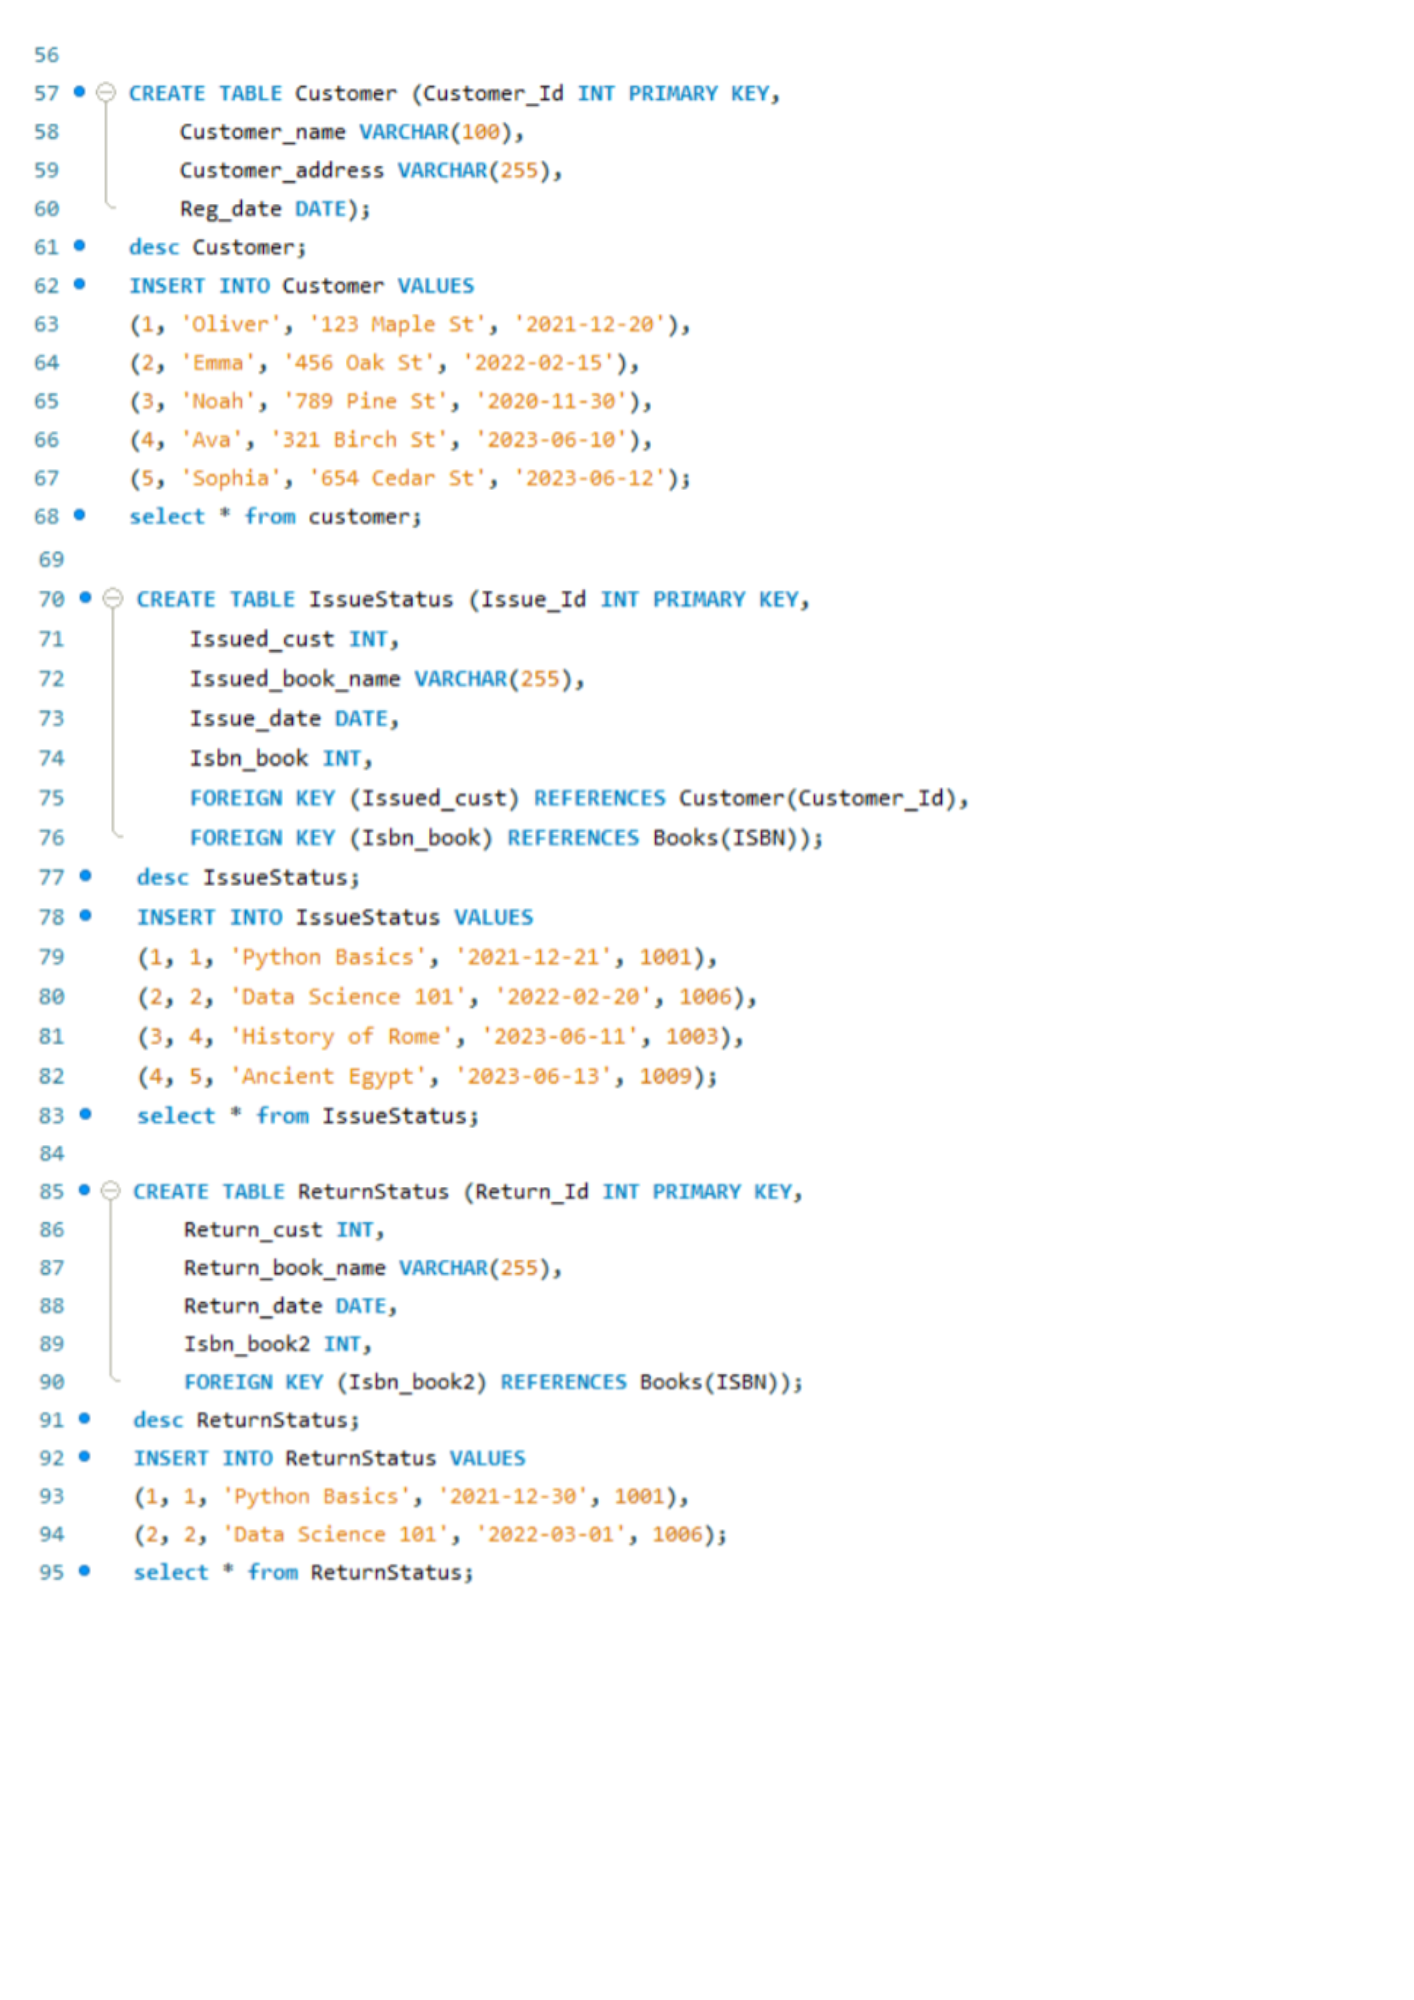 56
57 CREATE TABLE Customer (Customer_Id INT PRIMARY KEY,
58 Customer_name VARCHAR(100),
59 Customer_address VARCHAR(255),
60 Reg_date DATE);
61 desc Customer;
62 INSERT INTO Customer VALUES
63 (1, 'Oliver', '123 Maple St', '2021-12-20'),
64 (2, 'Emma', '456 Oak St', '2022-02-15'),
65 (3, 'Noah', '789 Pine St', '2020-11-30'),
66 (4, 'Ava', '321 Birch St', '2023-06-10'),
67 (5, 'Sophia', '654 Cedar St', '2023-06-12');
68 select * from customer;
69
70 CREATE TABLE IssueStatus (Issue_Id INT PRIMARY KEY,
71 Issued_cust INT,
72 Issued_book_name VARCHAR(255),
73 Issue_date DATE,
74 Isbn_book INT,
75 FOREIGN KEY (Issued_cust) REFERENCES Customer(Customer_Id),
76 FOREIGN KEY (Isbn_book) REFERENCES Books(ISBN));
77 desc IssueStatus;
78 INSERT INTO IssueStatus VALUES
79 (1, 1, 'Python Basics', '2021-12-21', 1001),
80 (2, 2, 'Data Science 101', '2022-02-20', 1006),
81 (3, 4, 'History of Rome', '2023-06-11', 1003),
82 (4, 5, 'Ancient Egypt', '2023-06-13', 1009);
83 select * from IssueStatus;
84
85 CREATE TABLE ReturnStatus (Return_Id INT PRIMARY KEY,
86 Return_cust INT,
87 Return_book_name VARCHAR(255),
88 Return_date DATE,
89 Isbn_book2 INT,
90 FOREIGN KEY (Isbn_book2) REFERENCES Books(ISBN));
91 desc ReturnStatus;
92 INSERT INTO ReturnStatus VALUES
93 (1, 1, 'Python Basics', '2021-12-30', 1001),
94 (2, 2, 'Data Science 101', '2022-03-01', 1006);
95 select * from ReturnStatus;